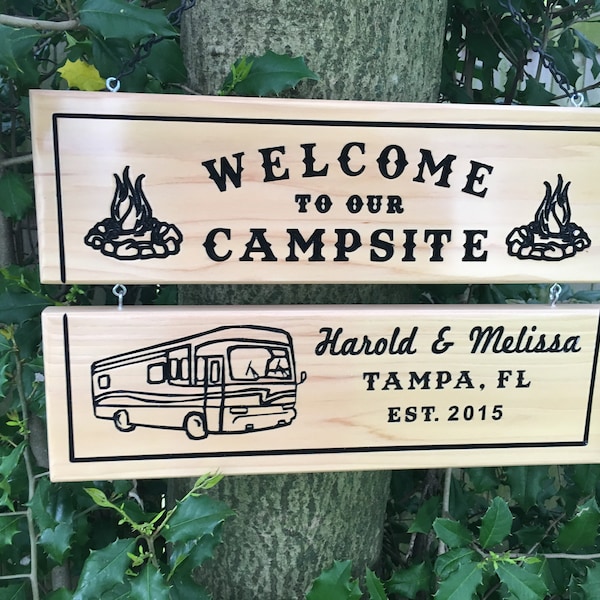 WELCOME
TO OUR
CAMPSITE
Harold & Melissa
TAMPA, FL
EST. 2015